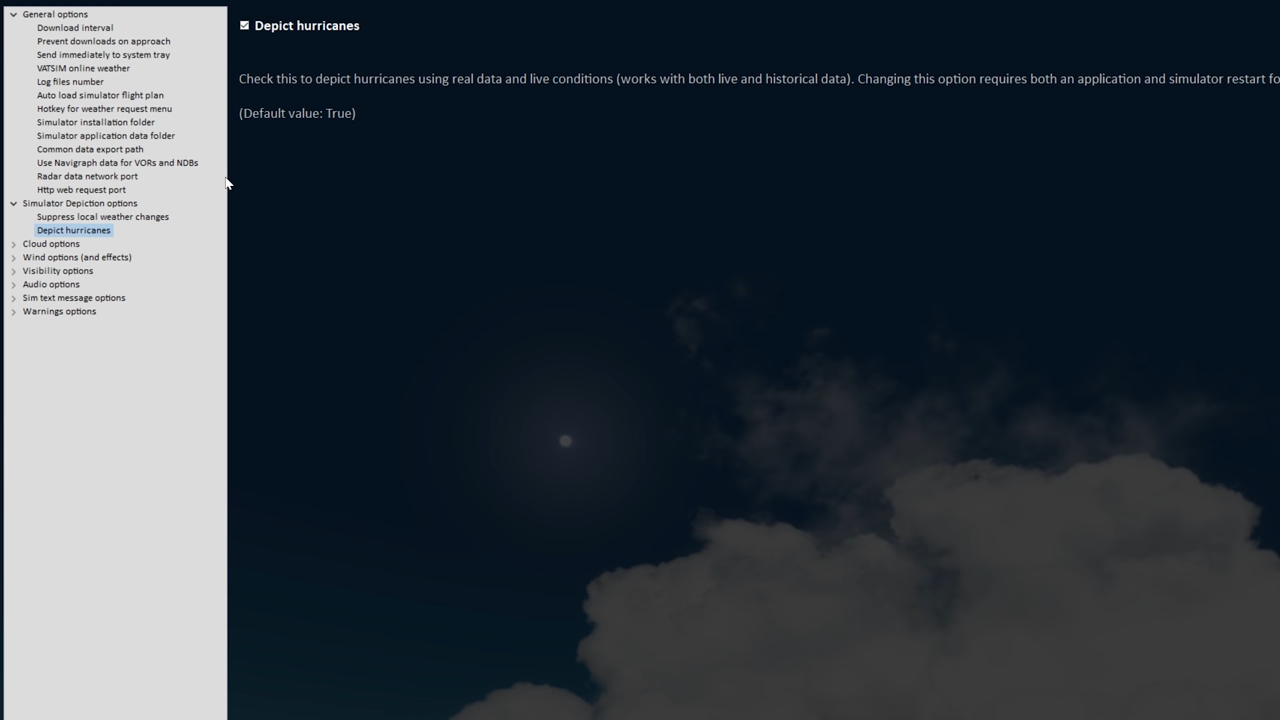 General options
Download interval
Prevent downloads on approach
Send immediately to system tray
VATSIM online weather
Log files number
Auto load simulator flight plan
Hotkey for weather request menu
Simulator installation folder
Simulator application data folder
Common data export path
Use Navigraph data for VORs and NDBs
Radar data network port
Http web request port
Simulator Depiction options
Suppress local weather changes
Depict hurricanes
Cloud options
Wind options (and effects)
Visibility options
Audio options
Sim text message options
Warnings options
Depict hurricanes
Check this to depict hurricanes using real data and live conditions (works with both live and historical data). Changing this option requires both an application and simulator restart fo
(Default value: True)